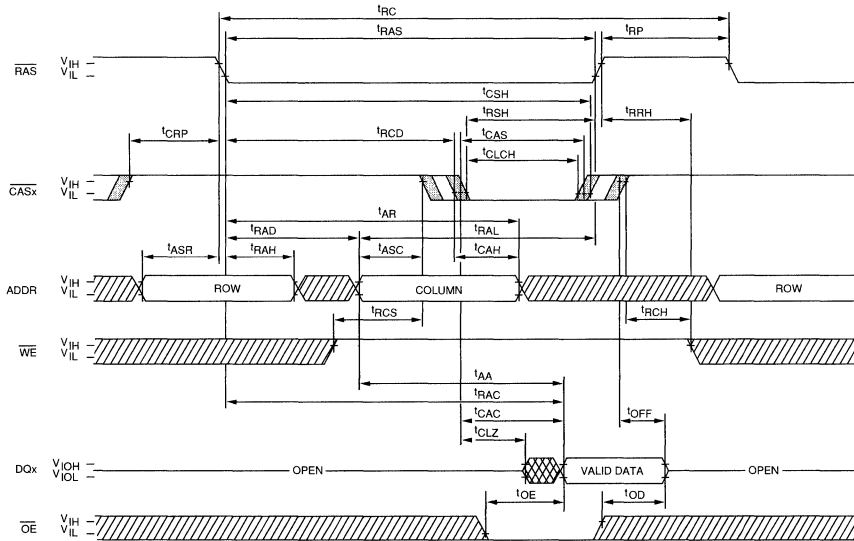 tRC
tRAS
tRP
RAS
VIH
VIL
tCSH
tRSH
tRRH
tCRP
tRCD
tCAS
tCLCH
CASx
VIH
VIL
tAR
tRAD
tRAL
tASR
tRAH
tASC
tCAH
ADDR
VIH
VIL
ROW
COLUMN
ROW
tRCS
tRCH
WE
VIH
VIL
tAA
tRAC
tCAC
tOFF
tCLZ
DQx
VIOH
VIOL
OPEN
VALID DATA
OPEN
tOE
tOD
OE
VIH
VIL